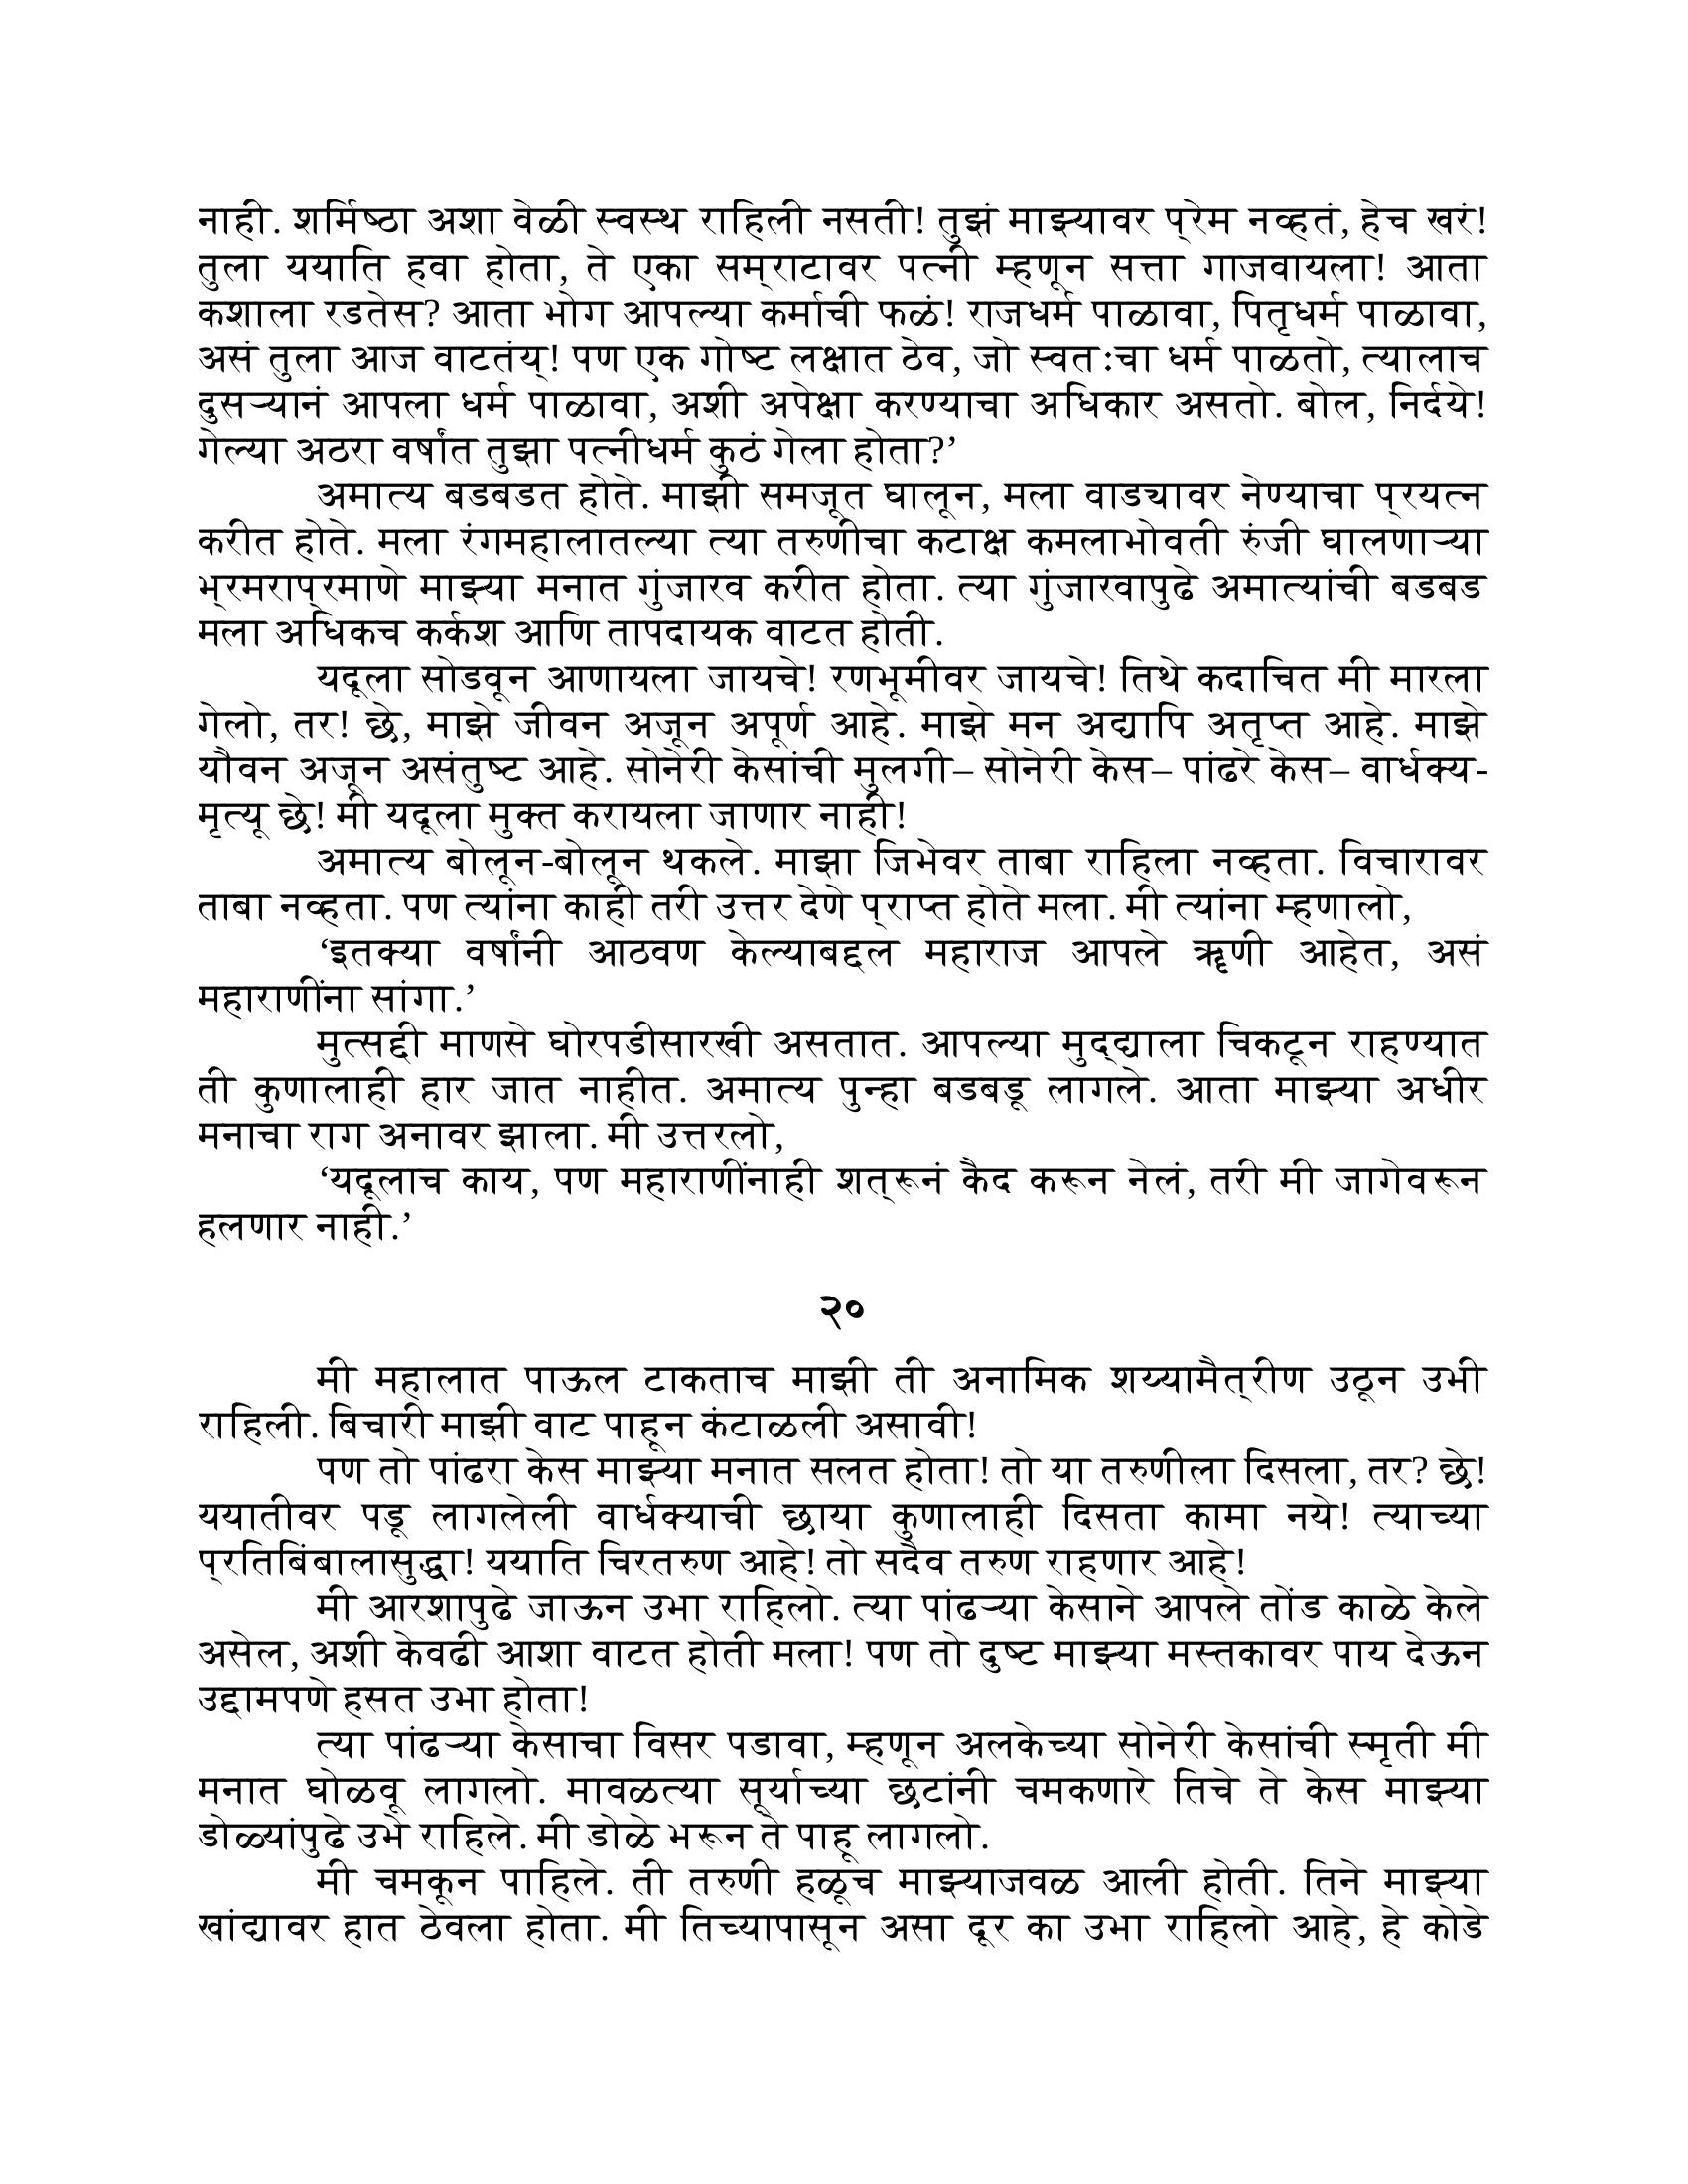 नाही. शर्मिष्ठा अशा वेळी स्वस्थ राहिली नसती! तुझं माझ्यावर प्रेम नव्हतं, हेच खरं!
तुला ययाति हवा होता, ते एका सम्राटावर पत्नी म्हणून सत्ता गाजवायला! आता
कशाला रडतेस? आता भोग आपल्या कर्माची फळं! राजधर्म पाळावा, पितृधर्म पाळावा,
असं तुला आज वाटतंय्! पण एक गोष्ट लक्षात ठेव, जो स्वतःचा धर्म पाळतो, त्यालाच
दुसऱ्यानं आपला धर्म पाळावा, अशी अपेक्षा करण्याचा अधिकार असतो. बोल, निर्दये!
गेल्या अठरा वर्षांत तुझा पत्नीधर्म कुठं गेला होता?’
अमात्य बडबडत होते. माझी समजूत घालून, मला वाड्यावर नेण्याचा प्रयत्न
करीत होते. मला रंगमहालातल्या त्या तरुणीचा कटाक्ष कमलाभोवती रुंजी घालणाऱ्या
भ्रमराप्रमाणे माझ्या मनात गुंजारव करीत होता. त्या गुंजारवापुढे अमात्यांची बडबड
मला अधिकच कर्कश आणि तापदायक वाटत होती.
यदूला सोडवून आणायला जायचे! रणभूमीवर जायचे! तिथे कदाचित मी मारला
गेलो, तर! छे, माझे जीवन अजून अपूर्ण आहे. माझे मन अद्यापि अतृप्त आहे. माझे
यौवन अजून असंतुष्ट आहे. सोनेरी केसांची मुलगी– सोनेरी केस– पांढरे केस– वार्धक्य-
मृत्यू छे! मी यदूला मुक्त करायला जाणार नाही!
अमात्य बोलून-बोलून थकले. माझा जिभेवर ताबा राहिला नव्हता. विचारावर
ताबा नव्हता. पण त्यांना काही तरी उत्तर देणे प्राप्त होते मला. मी त्यांना म्हणालो,
‘इतक्या वर्षांनी आठवण केल्याबद्दल महाराज आपले ॠणी आहेत, असं
महाराणींना सांगा.’
मुत्सद्दी माणसे घोरपडीसारखी असतात. आपल्या मुद्द्याला चिकटून राहण्यात
ती कुणालाही हार जात नाहीत. अमात्य पुन्हा बडबडू लागले. आता माझ्या अधीर
मनाचा राग अनावर झाला. मी उत्तरलो,
‘यदूलाच काय, पण महाराणींनाही शत्रूनं कैद करून नेलं, तरी मी जागेवरून
हलणार नाही.’
२०
मी महालात पाऊल टाकताच माझी ती अनामिक शय्यामैत्रीण उठून उभी
राहिली. बिचारी माझी वाट पाहून कंटाळली असावी!
पण तो पांढरा केस माझ्या मनात सलत होता! तो या तरुणीला दिसला, तर? छे!
ययातीवर पडू लागलेली वार्धक्याची छाया कुणालाही दिसता कामा नये! त्याच्या
प्रतिबिंबालासुद्धा! ययाति चिरतरुण आहे! तो सदैव तरुण राहणार आहे!
मी आरशापुढे जाऊन उभा राहिलो. त्या पांढऱ्या केसाने आपले तोंड काळे केले
असेल, अशी केवढी आशा वाटत होती मला! पण तो दुष्ट माझ्या मस्तकावर पाय देऊन
उद्दामपणे हसत उभा होता!
त्या पांढऱ्या केसाचा विसर पडावा, म्हणून अलकेच्या सोनेरी केसांची स्मृती मी
मनात घोळवू लागलो. मावळत्या सूर्याच्या छटांनी चमकणारे तिचे ते केस माझ्या
डोळ्यांपुढे उभे राहिले. मी डोळे भरून ते पाहू लागलो.
मी चमकून पाहिले. ती तरुणी हळूच माझ्याजवळ आली होती. तिने माझ्या
खांद्यावर हात ठेवला होता. मी तिच्यापासून असा दूर का उभा राहिलो आहे, हे कोडे